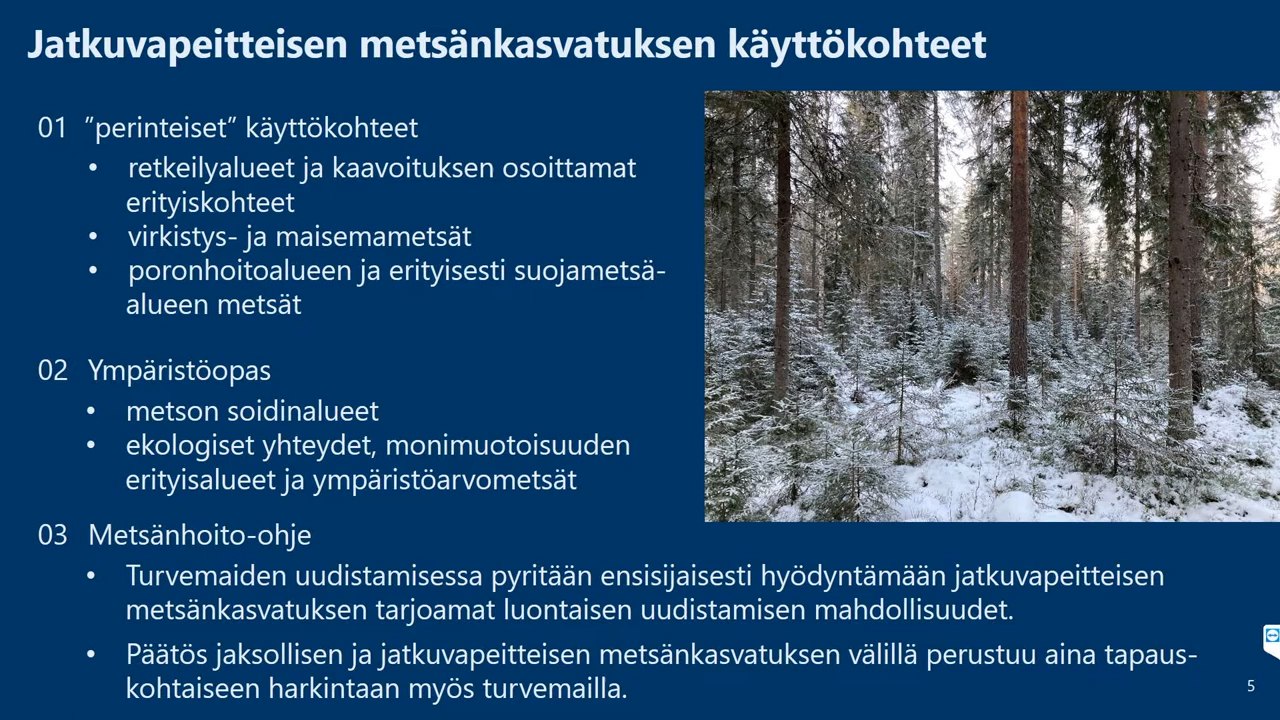 Jatkuvapeitteisen metsänkasvatuksen käyttökohteet
01 ”perinteiset” käyttökohteet
• retkeilyalueet ja kaavoituksen osoittamat
erityiskohteet
• virkistys- ja maisemametsät
• poronhoitoalueen ja erityisesti suojametsä-
alueen metsät
02 Ympäristöopas
• metson soidinalueet
• ekologiset yhteydet, monimuotoisuuden
erityisalueet ja ympäristöarvometsät
03 Metsänhoito-ohje
• Turvemaiden uudistamisessa pyritään ensisijaisesti hyödyntämään jatkuvapeitteisen
metsänkasvatuksen tarjoamat luontaisen uudistamisen mahdollisuudet.
• Päätös jaksollisen ja jatkuvapeitteisen metsänkasvatuksen välillä perustuu aina tapaus-
kohtaiseen harkintaan myös turvemailla.
5